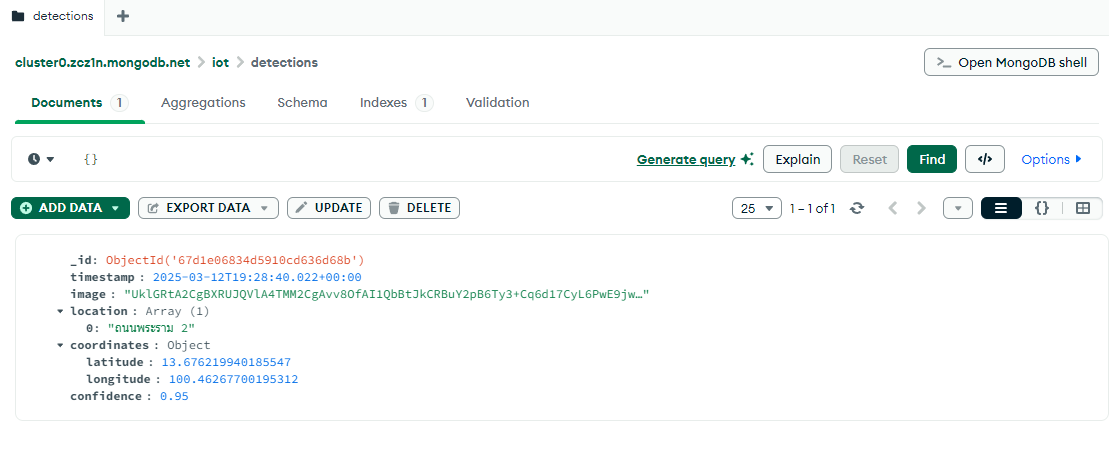 detections
cluster0.zcz1n.mongodb.net > iot > detections
>_ Open MongoDB shell
Documents 1 Aggregations Schema Indexes 1 Validation
{} Generate query Explain Reset Find </> Options
ADD DATA EXPORT DATA UPDATE DELETE 25 1 – 1 of 1 {}
_id: ObjectId('67d1e06834d5910cd636d68b')
timestamp : 2025-03-12T19:28:40.022+00:00
image : "UklGRtA2CgBXRUJQVlA4TMM2CgAvv8OfAI1QbBtJkCRBuY2pB6Ty3+Cq6d17CyL6PwE9jw…"
location : Array (1)
0: "ถนนพระราม 2"
coordinates : Object
latitude : 13.676219940185547
longitude : 100.46267700195312
confidence : 0.95